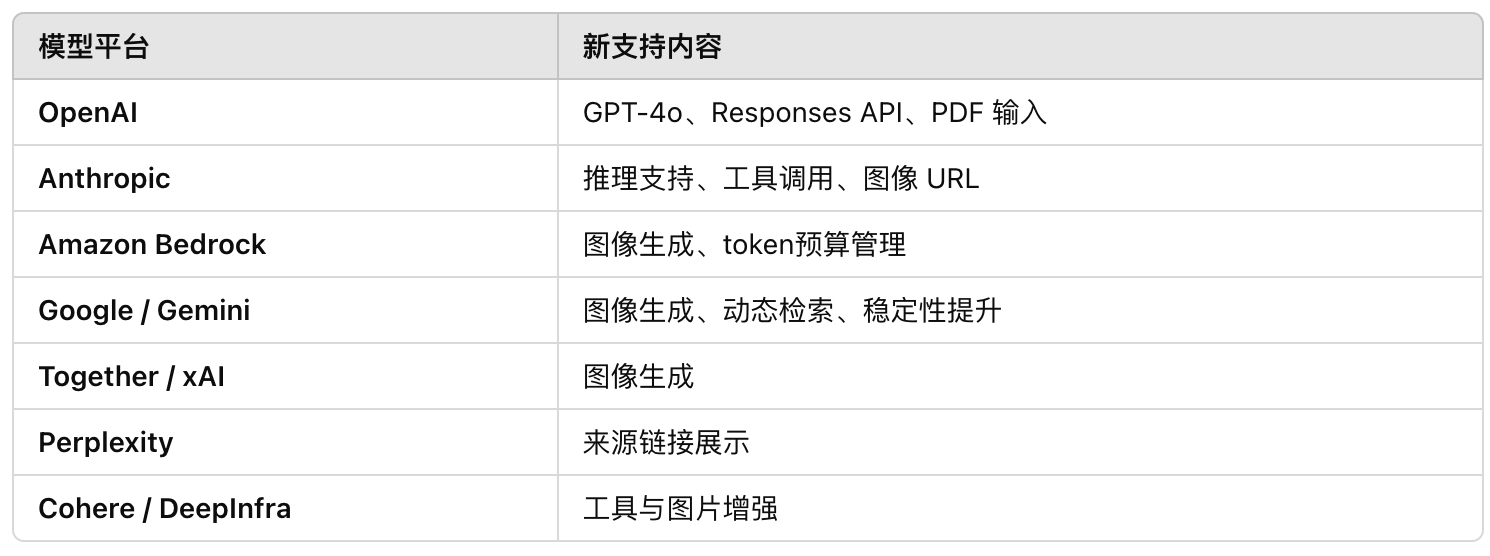 模型平台 新支持内容
OpenAI GPT-4o、Responses API、PDF 输入
Anthropic 推理支持、工具调用、图像 URL
Amazon Bedrock 图像生成、token预算管理
Google / Gemini 图像生成、动态检索、稳定性提升
Together / xAI 图像生成
Perplexity 来源链接展示
Cohere / DeepInfra 工具与图片增强